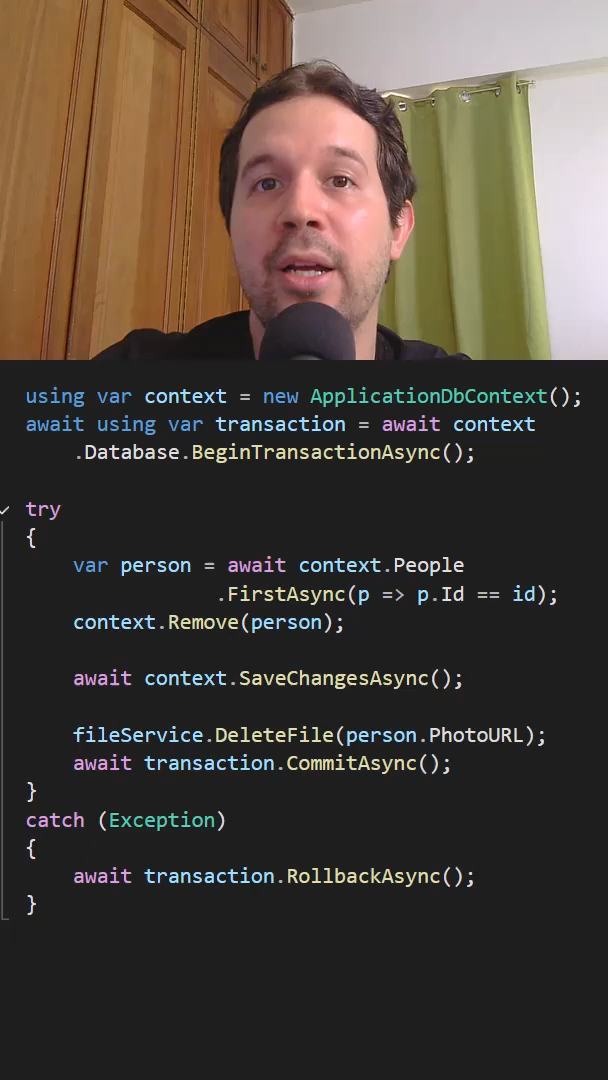 using var context = new ApplicationDbContext();
await using var transaction = await context
.Database.BeginTransactionAsync();
try
{
var person = await context.People
.FirstAsync(p => p.Id == id);
context.Remove(person);
await context.SaveChangesAsync();
fileService.DeleteFile(person.PhotoURL);
await transaction.CommitAsync();
}
catch (Exception)
{
await transaction.RollbackAsync();
}